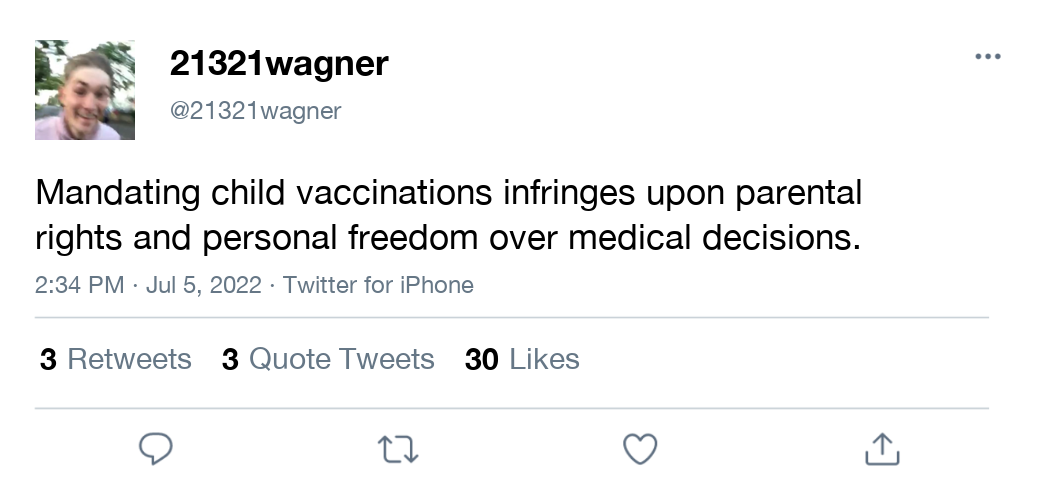 21321wagner
@21321wagner
Mandating child vaccinations infringes upon parental
rights and personal freedom over medical decisions.
2:34 PM · Jul 5, 2022 · Twitter for iPhone
3 Retweets 3 Quote Tweets 30 Likes